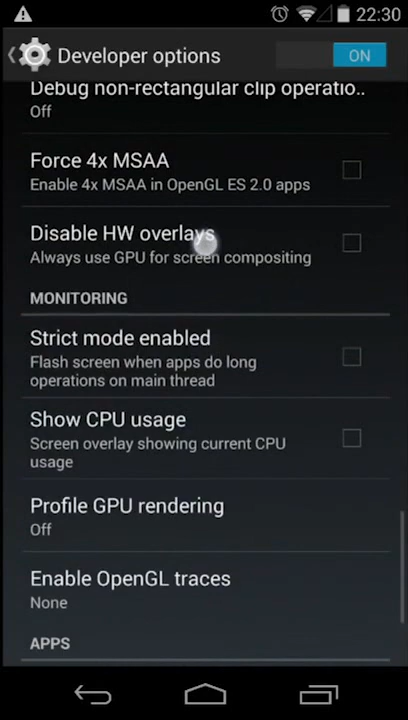 22:30
Developer options
ON
Debug non-rectangular clip operatio..
Off
Force 4x MSAA
Enable 4x MSAA in OpenGL ES 2.0 apps
Disable HW overlays
Always use GPU for screen compositing
MONITORING
Strict mode enabled
Flash screen when apps do long
operations on main thread
Show CPU usage
Screen overlay showing current CPU
usage
Profile GPU rendering
Off
Enable OpenGL traces
None
APPS